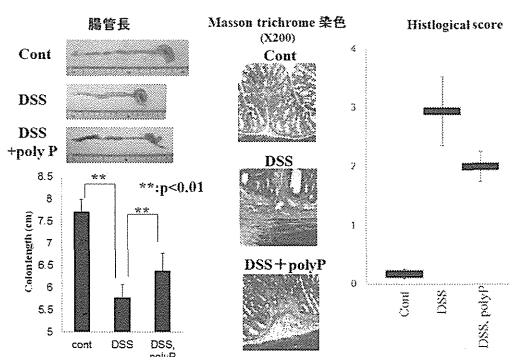 腸管長
Cont
DSS
DSS
+poly P
8.5
8
7.5
7
6.5
6
5.5
5
Colonlength (cm)
**
**
**:p<0.01
cont
DSS
DSS,
polyP
Masson trichrome 染色
(X200)
Cont
DSS
DSS+polyP
Histlogical score
4
3
2
1
0
Cont
DSS
DSS, polyP